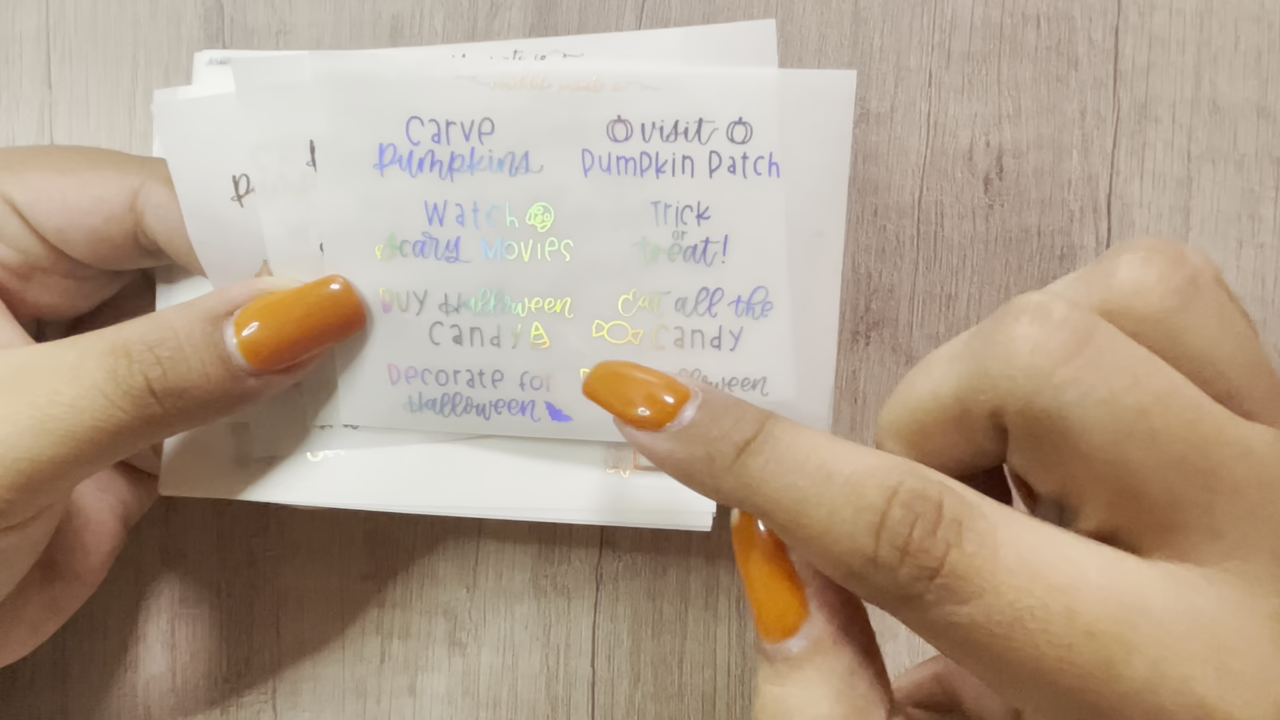 Carve
Pumpkins
visit
Pumpkin Patch
Watch
Scary Movies
Trick
or
treat!
Buy Halloween
Candy
Eat all the
Candy
Decorate for
Halloween